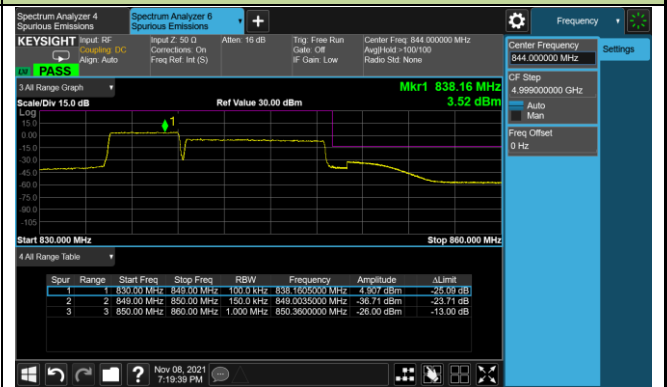 Spectrum Analyzer 4
Spurious Emissions
Spectrum Analyzer 6
Spurious Emissions
Frequency
KEYSIGHT
Input: RF
Coupling: DC
Align: Auto
Input Z: 50 Ω
Corrections: On
Freq Ref: Int (S)
Atten: 16 dB
Trig: Free Run
Gate: Off
IF Gain: Low
Center Freq: 844.000000 MHz
Avg|Hold:>100/100
Radio Std: None
PASS
Center Frequency
844.000000 MHz
Settings
CF Step
4.999000000 GHz
Auto
Man
Freq Offset
0 Hz
3 All Range Graph
Mkr1 838.16 MHz
3.52 dBm
Scale/Div 15.0 dB
Ref Value 30.00 dBm
Log
15.0
0.00
-15.0
-30.0
-45.0
-60.0
-75.0
-90.0
-105
1
Start 830.000 MHz
Stop 860.000 MHz
4 All Range Table
Spur Range Start Freq Stop Freq RBW Frequency Amplitude ΔLimit
1 1 830.00 MHz 849.00 MHz 100.0 kHz 838.1605000 MHz 4.907 dBm -25.09 dB
2 2 849.00 MHz 850.00 MHz 150.0 kHz 849.0035000 MHz -36.71 dBm -23.71 dB
3 3 850.00 MHz 860.00 MHz 1.000 MHz 850.3600000 MHz -26.00 dBm -13.00 dB
?
Nov 08, 2021
7:19:39 PM